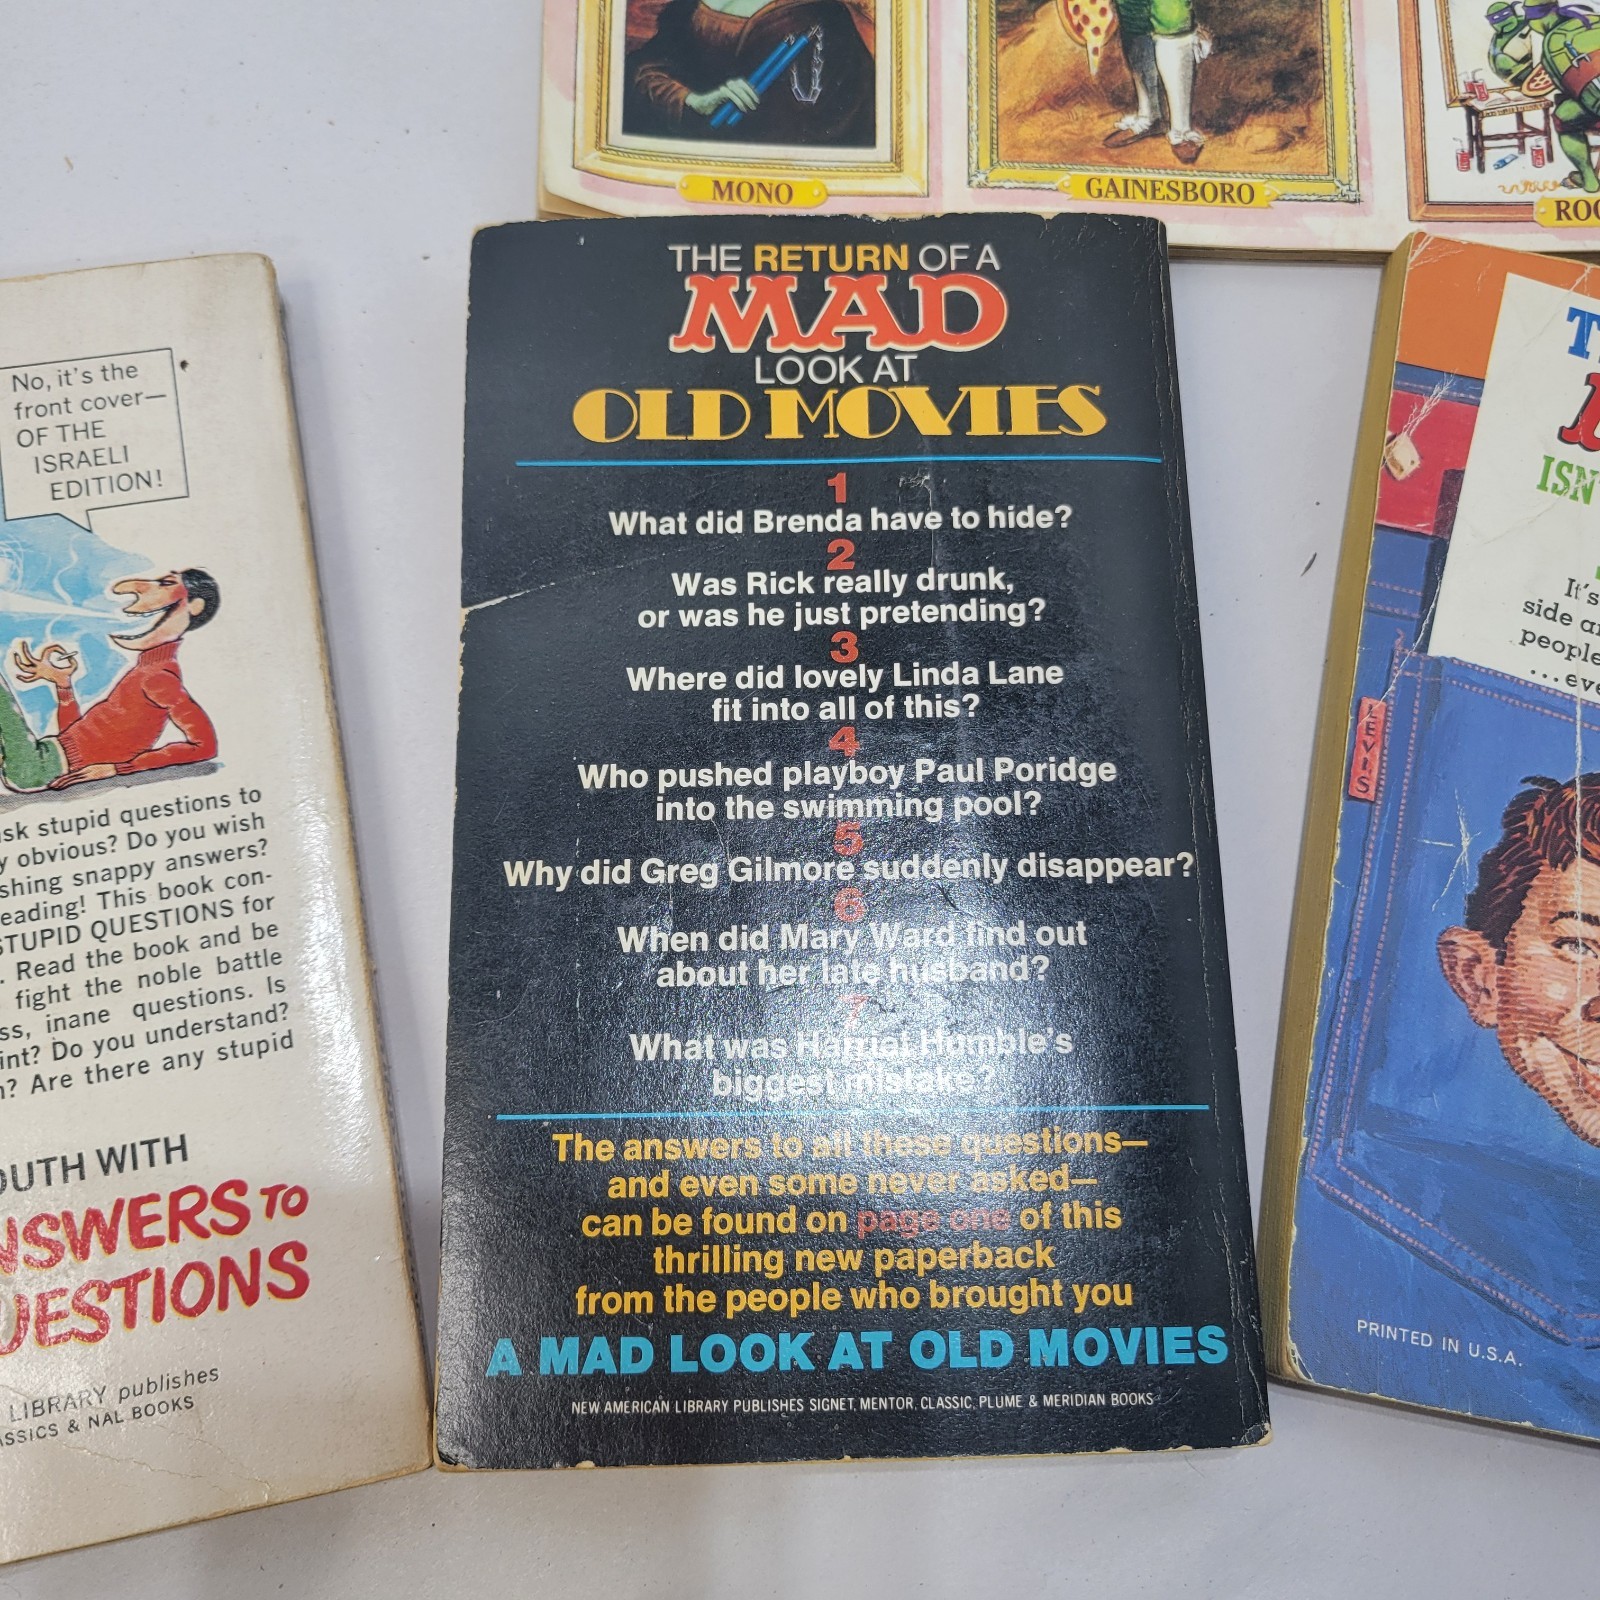 MONO
GAINESBORO
No, it's the
front cover—
OF THE
ISRAELI
EDITION!
ask stupid questions to
obvious? Do you wish
snappy answers?
This book con-
STUPID QUESTIONS for
. Read the book and be
fight the noble battle
inane questions. Is
Do you understand?
? Are there any stupid
WITH
ANSWERS TO
QUESTIONS
LIBRARY publishes
& NAL BOOKS
THE RETURN OF A
MAD
LOOK AT
OLD MOVIES
1
What did Brenda have to hide?
2
Was Rick really drunk,
or was he just pretending?
3
Where did lovely Linda Lane
fit into all of this?
4
Who pushed playboy Paul Poridge
into the swimming pool?
5
Why did Greg Gilmore suddenly disappear?
6
When did Mary Ward find out
about her late husband?
7
What was Harriet Humble's
biggest mistake?
The answers to all these questions—
and even some never asked—
can be found on page one of this
thrilling new paperback
from the people who brought you
A MAD LOOK AT OLD MOVIES
NEW AMERICAN LIBRARY PUBLISHES SIGNET, MENTOR, CLASSIC, PLUME & MERIDIAN BOOKS
It's
side
people
LEVIS
PRINTED IN U.S.A.